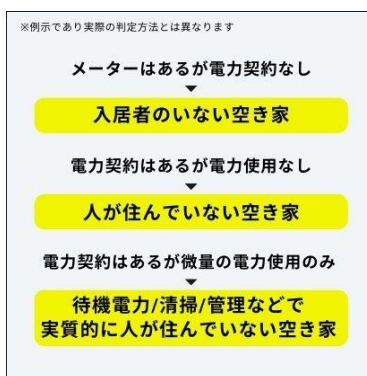 ※例示であり実際の判定方法とは異なります
メーターはあるが電力契約なし
入居者のいない空き家
電力契約はあるが電力使用なし
人が住んでいない空き家
電力契約はあるが微量の電力使用のみ
待機電力/清掃/管理などで
実質的に人が住んでいない空き家